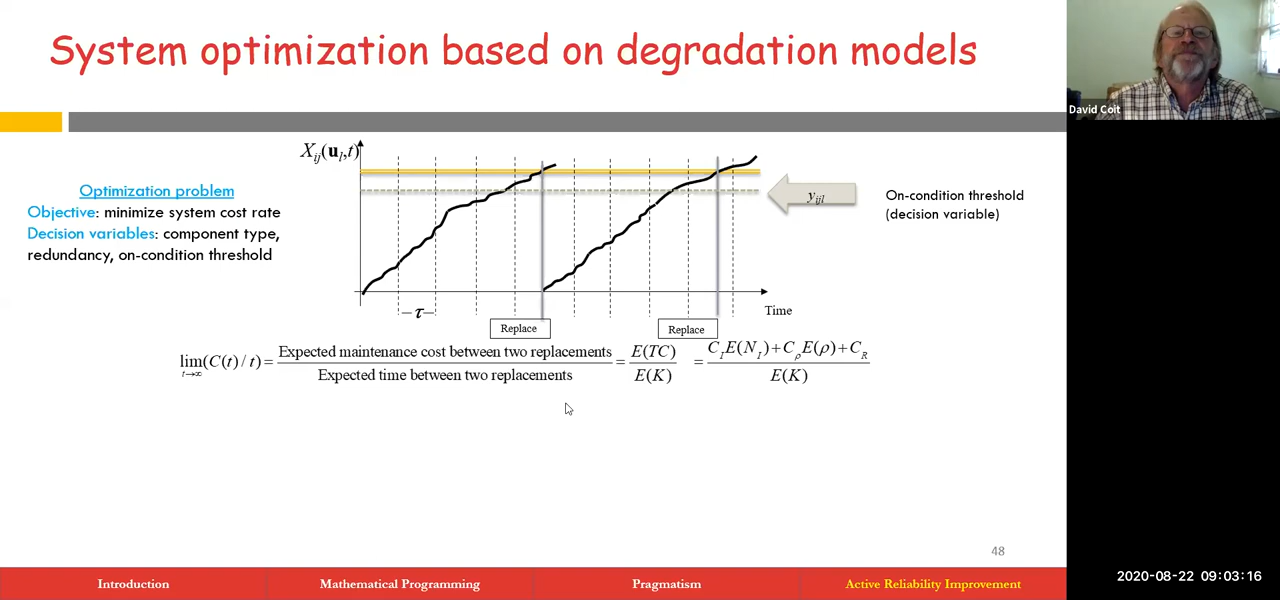 System optimization based on degradation models
David Coit
X_ij(u_l,t)
Optimization problem
Objective: minimize system cost rate
Decision variables: component type,
redundancy, on-condition threshold
y_ijl
On-condition threshold
(decision variable)
– τ –
Time
Replace
Replace
lim t→∞ (C(t) / t) = Expected maintenance cost between two replacements / Expected time between two replacements = E(TC) / E(K) = C_I E(N_I) + C_ρ E(ρ) + C_R / E(K)
48
Introduction
Mathematical Programming
Pragmatism
Active Reliability Improvement
2020-08-22 09:03:16